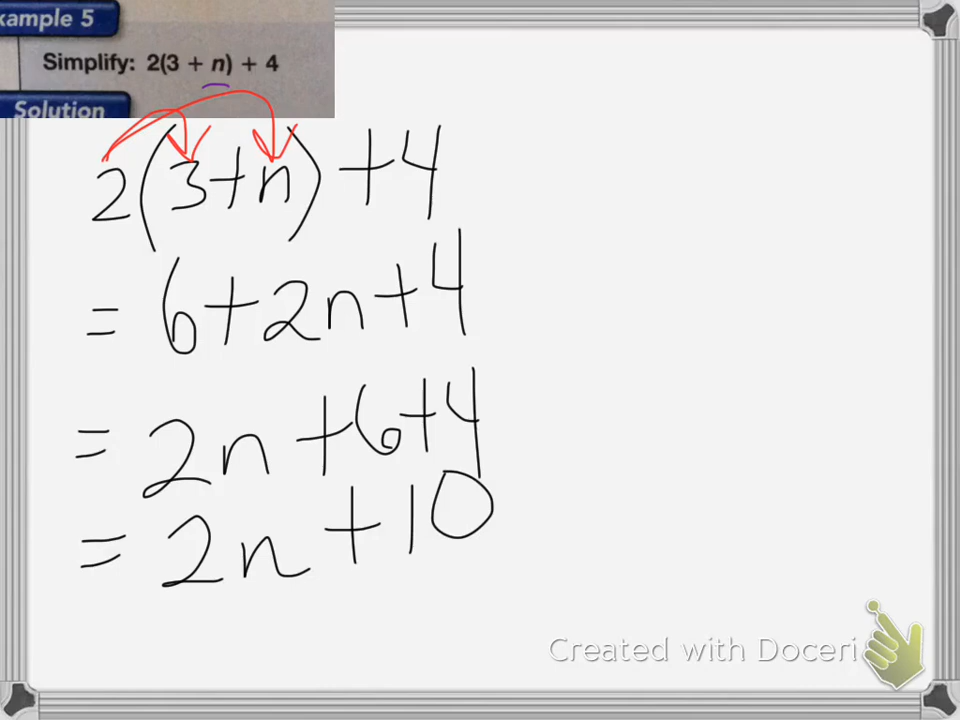 xample 5
Simplify: 2(3 + n) + 4
Solution
2(3+n)+4
= 6+2n+4
= 2n+6+4
= 2n+10
Created with Doceri